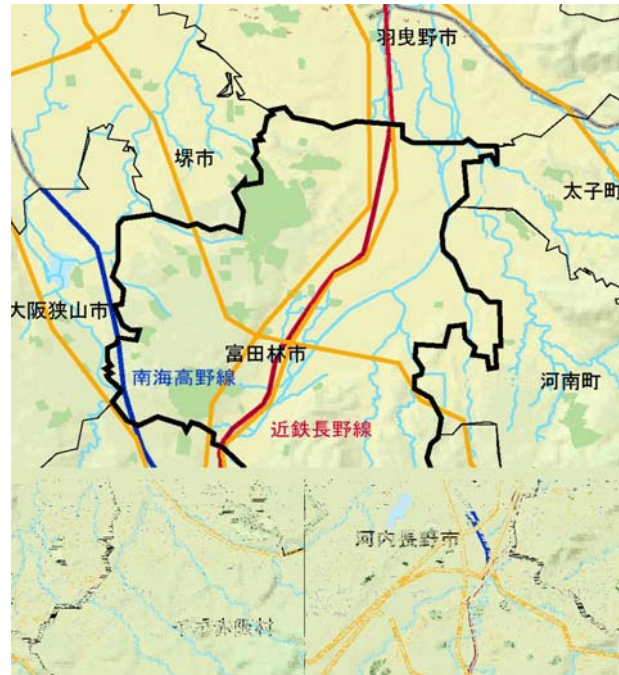 羽曳野市
堺市
太子町
大阪狭山市
富田林市
南海高野線
河南町
近鉄長野線
河内長野市